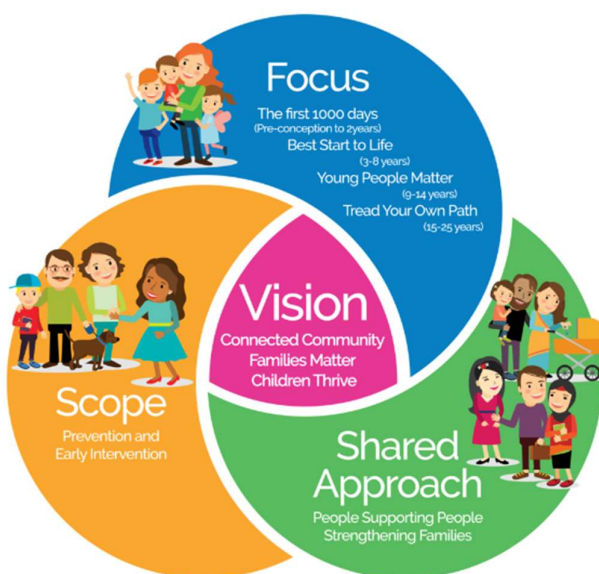 Focus
The first 1000 days
(Pre-conception to 2years)
Best Start to Life
(3-8 years)
Young People Matter
(9-14 years)
Tread Your Own Path
(15-25 years)
Vision
Connected Community
Families Matter
Children Thrive
Scope
Prevention and
Early Intervention
Shared
Approach
People Supporting People
Strengthening Families